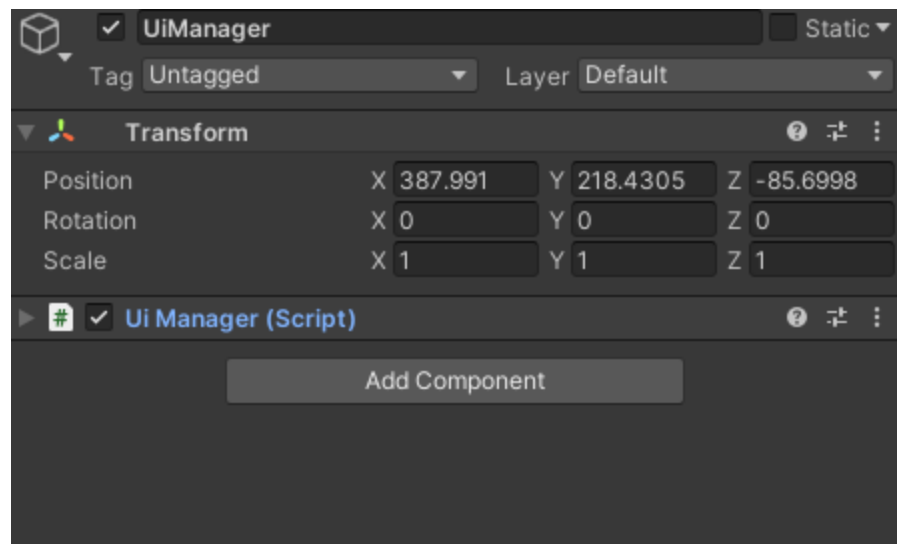 UiManager Static
Tag Untagged Layer Default
Transform
Position X 387.991 Y 218.4305 Z -85.6998
Rotation X 0 Y 0 Z 0
Scale X 1 Y 1 Z 1
# Ui Manager (Script)
Add Component